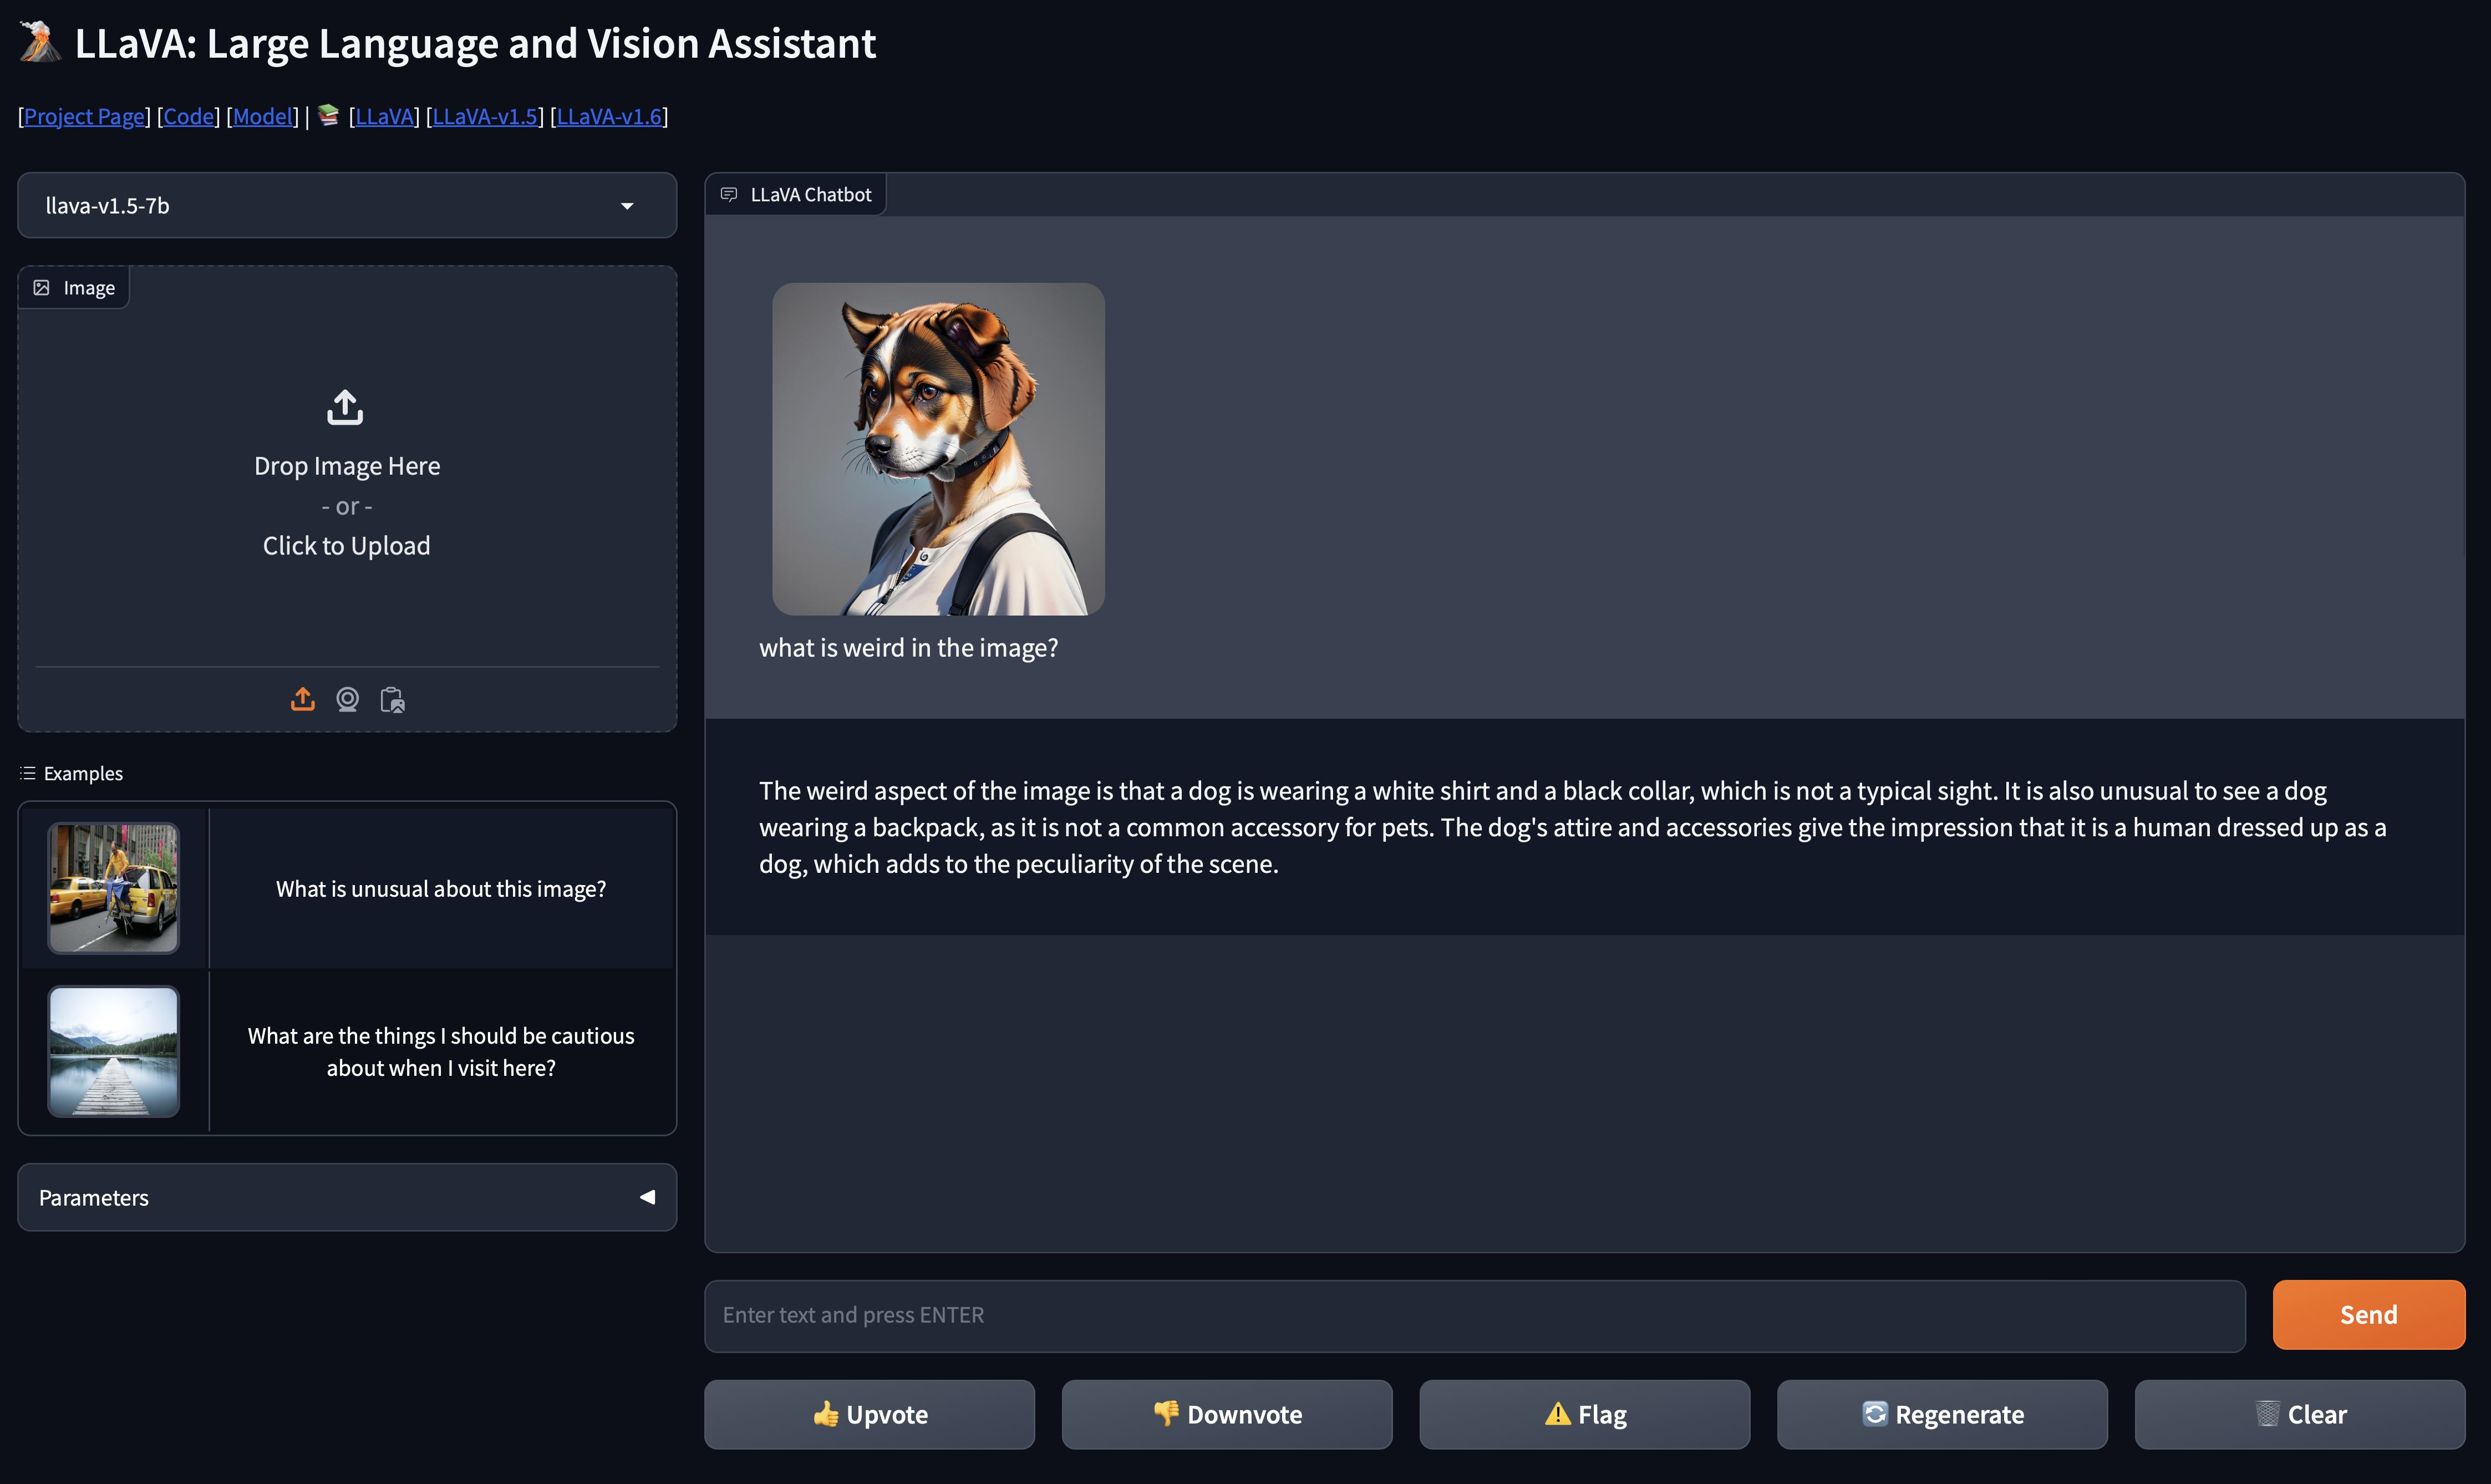 LLaVA: Large Language and Vision Assistant
[Project Page] [Code] [Model] | 📚 [LLaVA] [LLaVA-v1.5] [LLaVA-v1.6]
llava-v1.5-7b
Image
Drop Image Here
- or -
Click to Upload
Examples
What is unusual about this image?
What are the things I should be cautious
about when I visit here?
Parameters
LLaVA Chatbot
what is weird in the image?
The weird aspect of the image is that a dog is wearing a white shirt and a black collar, which is not a typical sight. It is also unusual to see a dog
wearing a backpack, as it is not a common accessory for pets. The dog's attire and accessories give the impression that it is a human dressed up as a
dog, which adds to the peculiarity of the scene.
Enter text and press ENTER
Send
👍 Upvote
👎 Downvote
⚠️ Flag
🔄 Regenerate
🗑️ Clear